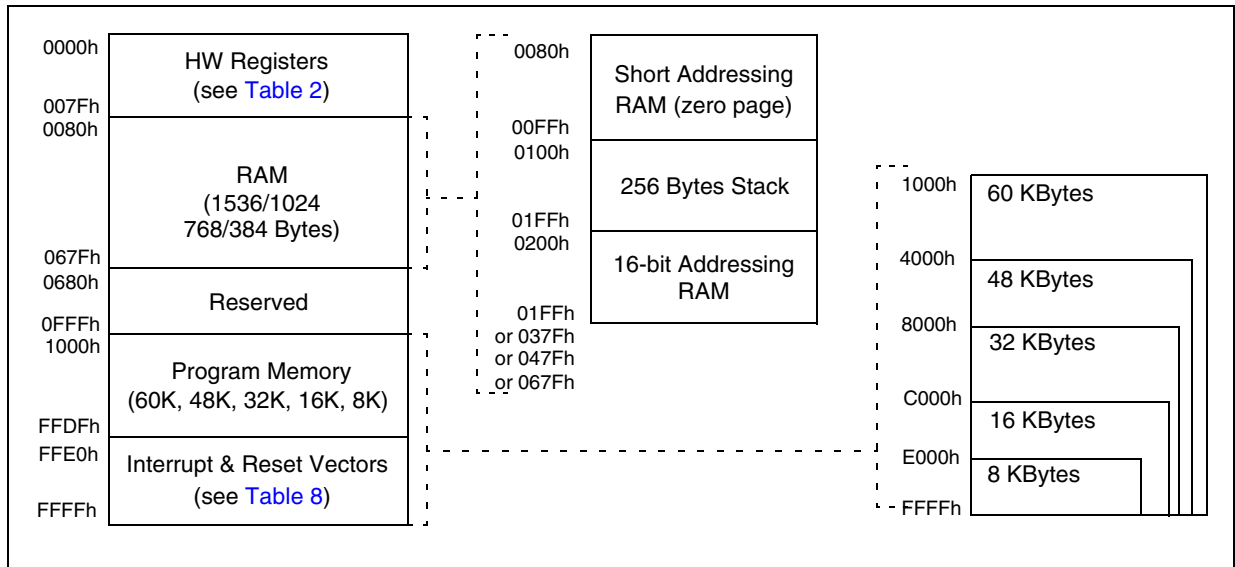 0000h
HW Registers
(see Table 2)
007Fh
0080h
RAM
(1536/1024
768/384 Bytes)
067Fh
0680h
Reserved
0FFFh
1000h
Program Memory
(60K, 48K, 32K, 16K, 8K)
FFDFh
FFE0h
Interrupt & Reset Vectors
(see Table 8)
FFFFh
0080h
Short Addressing
RAM (zero page)
00FFh
0100h
256 Bytes Stack
01FFh
0200h
16-bit Addressing
RAM
01FFh
or 037Fh
or 047Fh
or 067Fh
1000h
60 KBytes
4000h
48 KBytes
8000h
32 KBytes
C000h
16 KBytes
E000h
8 KBytes
FFFFh